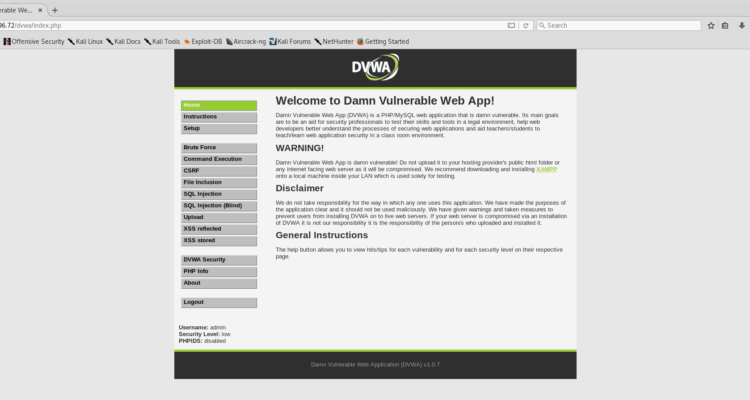 erable We...
96.72/dvwa/index.php
Search
Offensive Security Kali Linux Kali Docs Kali Tools Exploit-DB Aircrack-ng Kali Forums NetHunter Getting Started
DVWA
Home
Instructions
Setup
Brute Force
Command Execution
CSRF
File Inclusion
SQL Injection
SQL Injection (Blind)
Upload
XSS reflected
XSS stored
DVWA Security
PHP Info
About
Logout
Username: admin
Security Level: low
PHPIDS: disabled
Welcome to Damn Vulnerable Web App!
Damn Vulnerable Web App (DVWA) is a PHP/MySQL web application that is damn vulnerable. Its main goals
are to be an aid for security professionals to test their skills and tools in a legal environment, help web
developers better understand the processes of securing web applications and aid teachers/students to
teach/learn web application security in a class room environment.
WARNING!
Damn Vulnerable Web App is damn vulnerable! Do not upload it to your hosting provider's public html folder or
any internet facing web server as it will be compromised. We recommend downloading and installing XAMPP
onto a local machine inside your LAN which is used solely for testing.
Disclaimer
We do not take responsibility for the way in which any one uses this application. We have made the purposes of
the application clear and it should not be used maliciously. We have given warnings and taken measures to
prevent users from installing DVWA on to live web servers. If your web server is compromised via an installation
of DVWA it is not our responsibility it is the responsibility of the person/s who uploaded and installed it.
General Instructions
The help button allows you to view hits/tips for each vulnerability and for each security level on their respective
page.
Damn Vulnerable Web Application (DVWA) v1.0.7